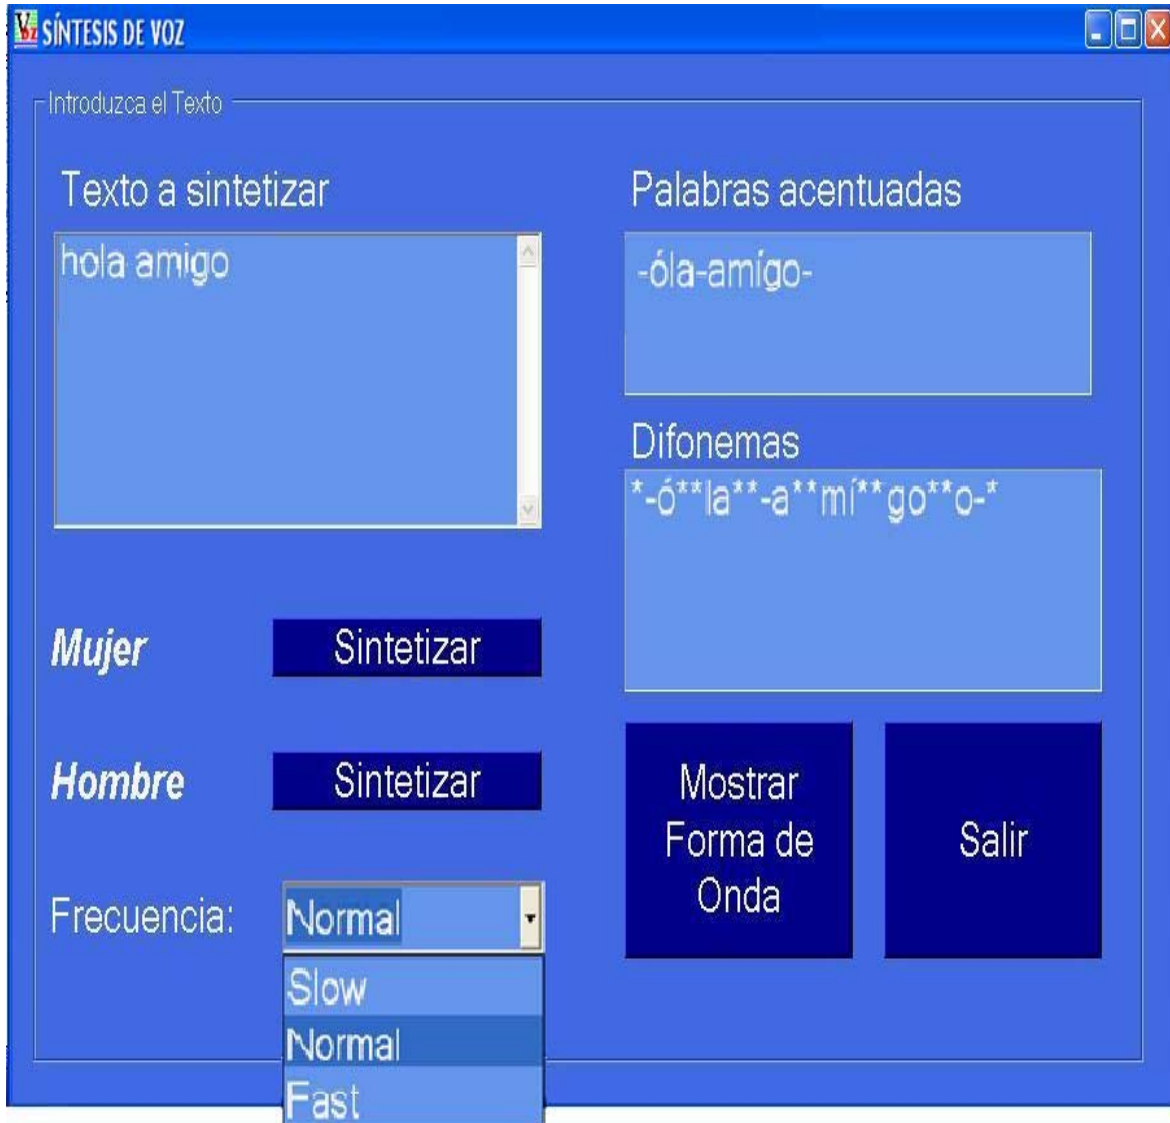 Voz SÍNTESIS DE VOZ
Introduzca el Texto
Texto a sintetizar
hola amigo
Palabras acentuadas
-óla-amígo-
Difonemas
*-ó**la**-a**mí**go**o-*
Mujer
Sintetizar
Hombre
Sintetizar
Frecuencia:
Normal
Slow
Normal
Fast
Mostrar
Forma de
Onda
Salir